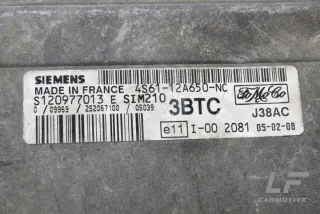 SIEMENS
MADE IN FRANCE 4S61-12A650-NC
S120977013 E SIM210
0 / 09969 / 252067100 / 05039
3BTC
FoMoCo
J38AC
e11 I-00 2081 05-02-08
LF
CARMOTIVE